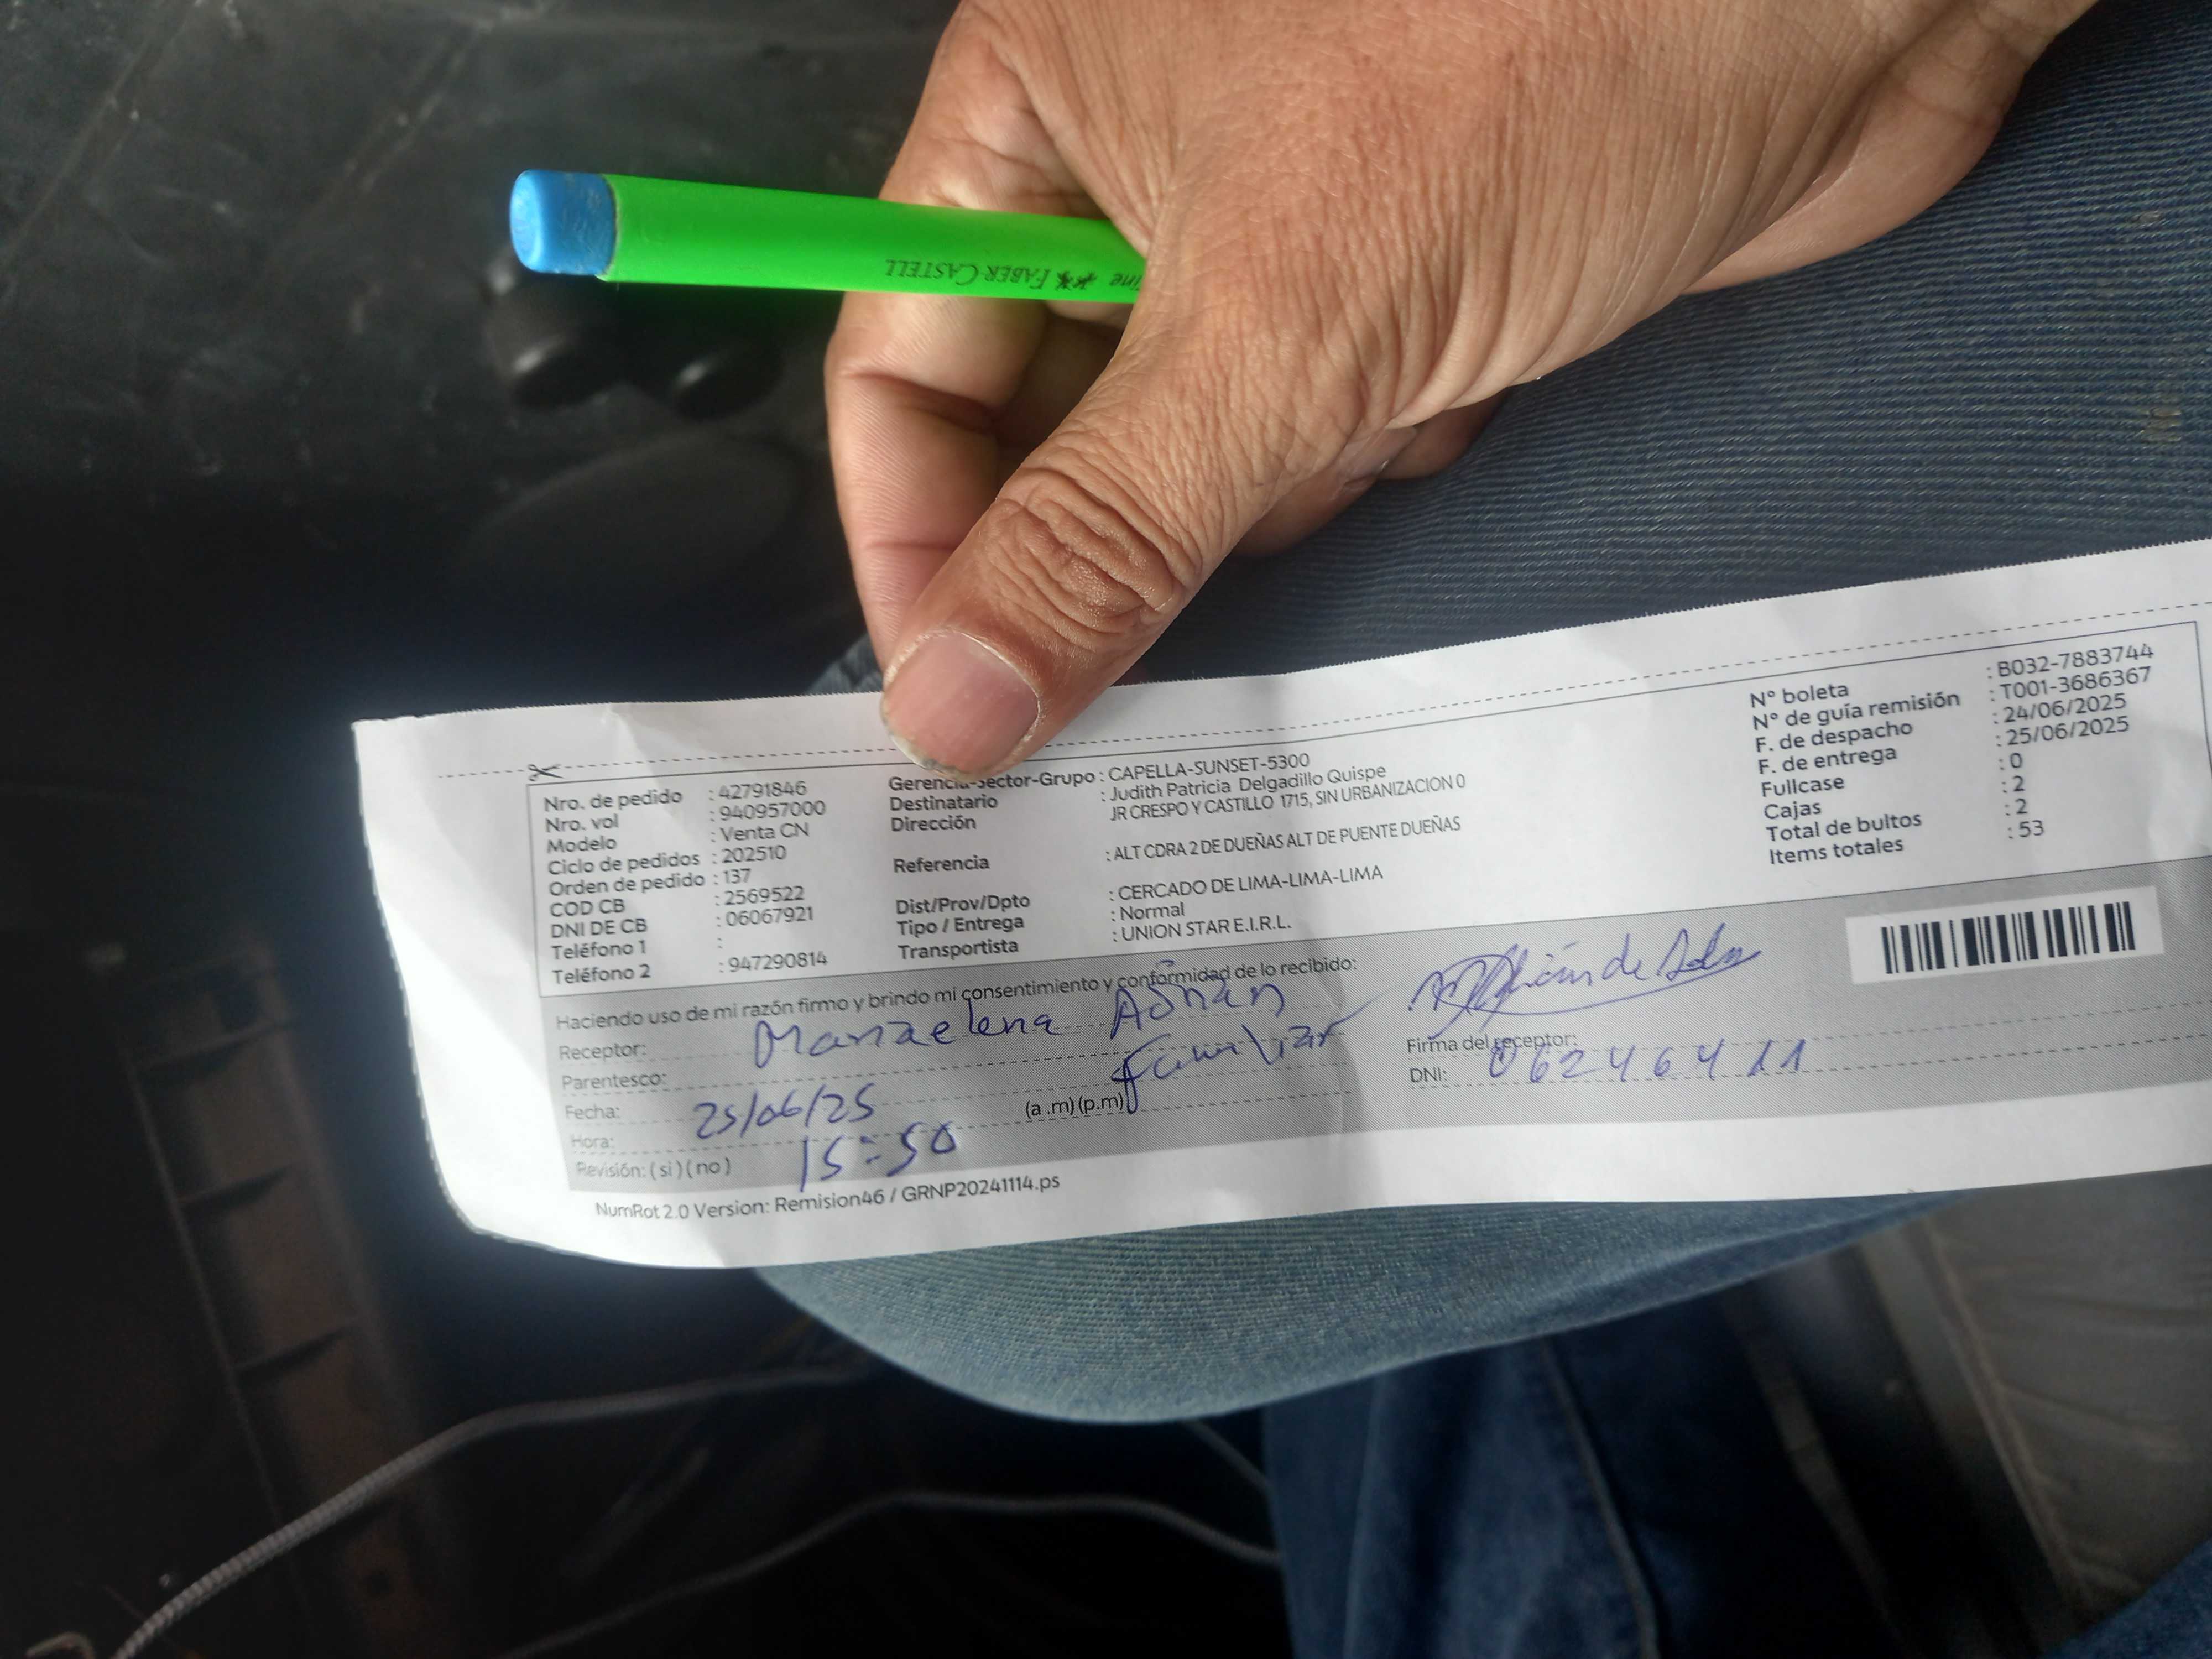 fine FABER-CASTELL
Nro. de pedido : 42791846
Nro. vol : 940957000
Modelo : Venta CN
Ciclo de pedidos : 202510
Orden de pedido : 137
COD CB : 2569522
DNI DE CB : 06067921
Teléfono 1 :
Teléfono 2 : 947290814
Gerencia-Sector-Grupo : CAPELLA-SUNSET-5300
Destinatario : Judith Patricia Delgadillo Quispe
Dirección JR CRESPO Y CASTILLO 1715, SIN URBANIZACION 0
Referencia : ALT CDRA 2 DE DUEÑAS ALT DE PUENTE DUEÑAS
Dist/Prov/Dpto : CERCADO DE LIMA-LIMA-LIMA
Tipo / Entrega : Normal
Transportista : UNION STAR E.I.R.L.
N° boleta : B032-7883744
N° de guía remisión : T001-3686367
F. de despacho : 24/06/2025
F. de entrega : 25/06/2025
Fullcase : 0
Cajas : 2
Total de bultos : 2
Items totales : 53
Haciendo uso de mi razón firmo y brindo mi consentimiento y conformidad de lo recibido:
Receptor: Mariaelena Adrián
Parentesco: Familiar
Fecha: 25/06/25
Hora: 15:50 (a.m)(p.m)
Revisión: (si)(no)
Firma del receptor:
DNI: 06246411
NumRot 2.0 Version: Remision46 / GRNP20241114.ps